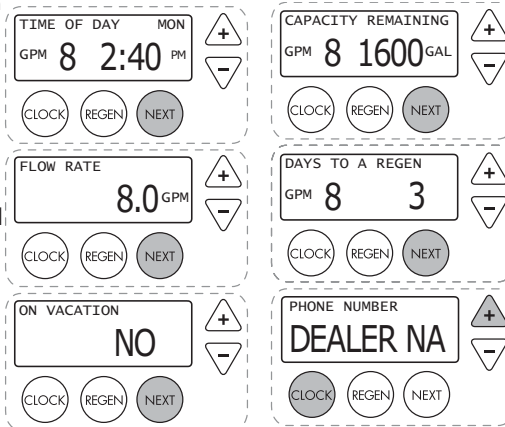 TIME OF DAY MON
GPM 8 2:40 PM
+
−
CLOCK REGEN NEXT
CAPACITY REMAINING
GPM 8 1600 GAL
+
−
CLOCK REGEN NEXT
FLOW RATE
8.0 GPM
+
−
CLOCK REGEN NEXT
DAYS TO A REGEN
GPM 8 3
+
−
CLOCK REGEN NEXT
ON VACATION
NO
+
−
CLOCK REGEN NEXT
PHONE NUMBER
DEALER NA
+
−
CLOCK REGEN NEXT